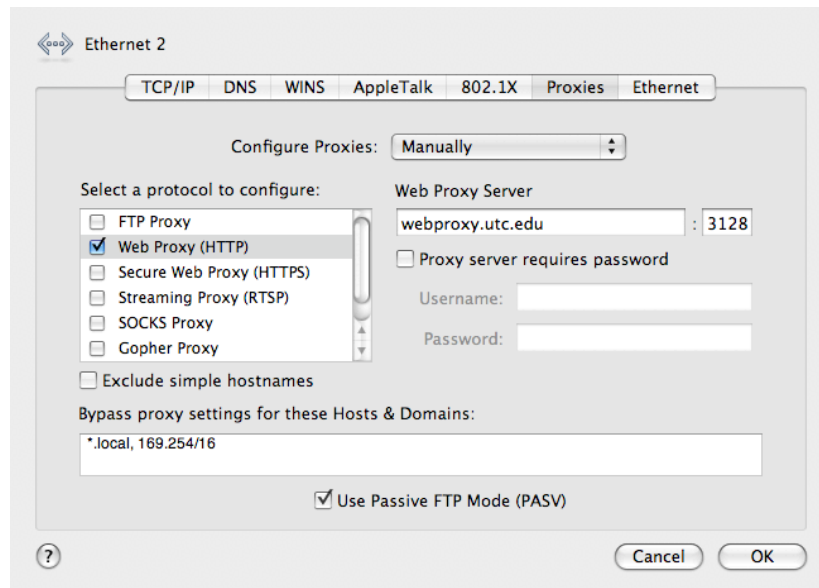 Ethernet 2
TCP/IP DNS WINS AppleTalk 802.1X Proxies Ethernet
Configure Proxies: Manually
Select a protocol to configure:
FTP Proxy
Web Proxy (HTTP)
Secure Web Proxy (HTTPS)
Streaming Proxy (RTSP)
SOCKS Proxy
Gopher Proxy
Exclude simple hostnames
Web Proxy Server
webproxy.utc.edu : 3128
Proxy server requires password
Username:
Password:
Bypass proxy settings for these Hosts & Domains:
*.local, 169.254/16
Use Passive FTP Mode (PASV)
? Cancel OK